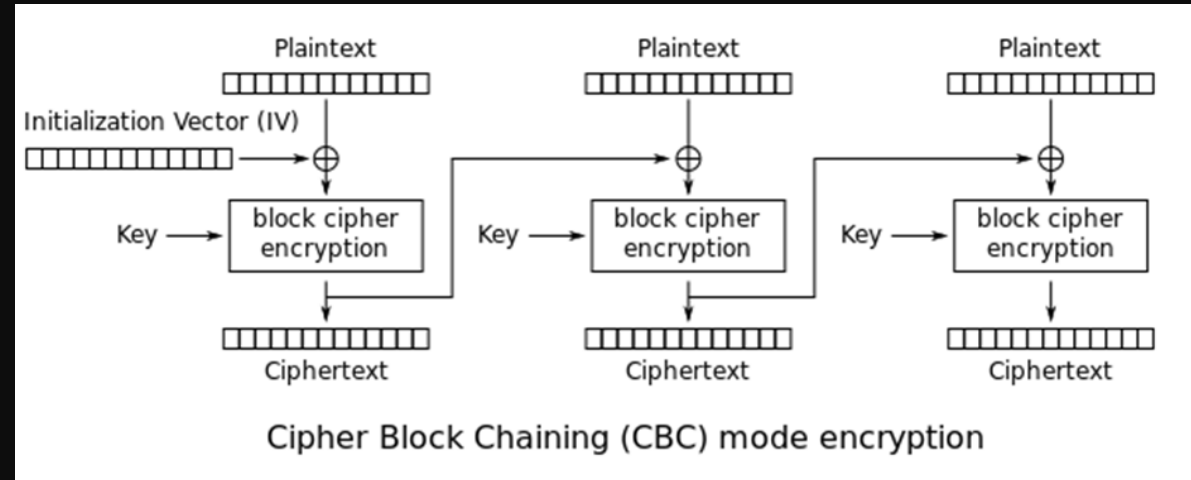 Plaintext
Plaintext
Plaintext
Initialization Vector (IV)
Key
block cipher
encryption
Key
block cipher
encryption
Key
block cipher
encryption
Ciphertext
Ciphertext
Ciphertext
Cipher Block Chaining (CBC) mode encryption